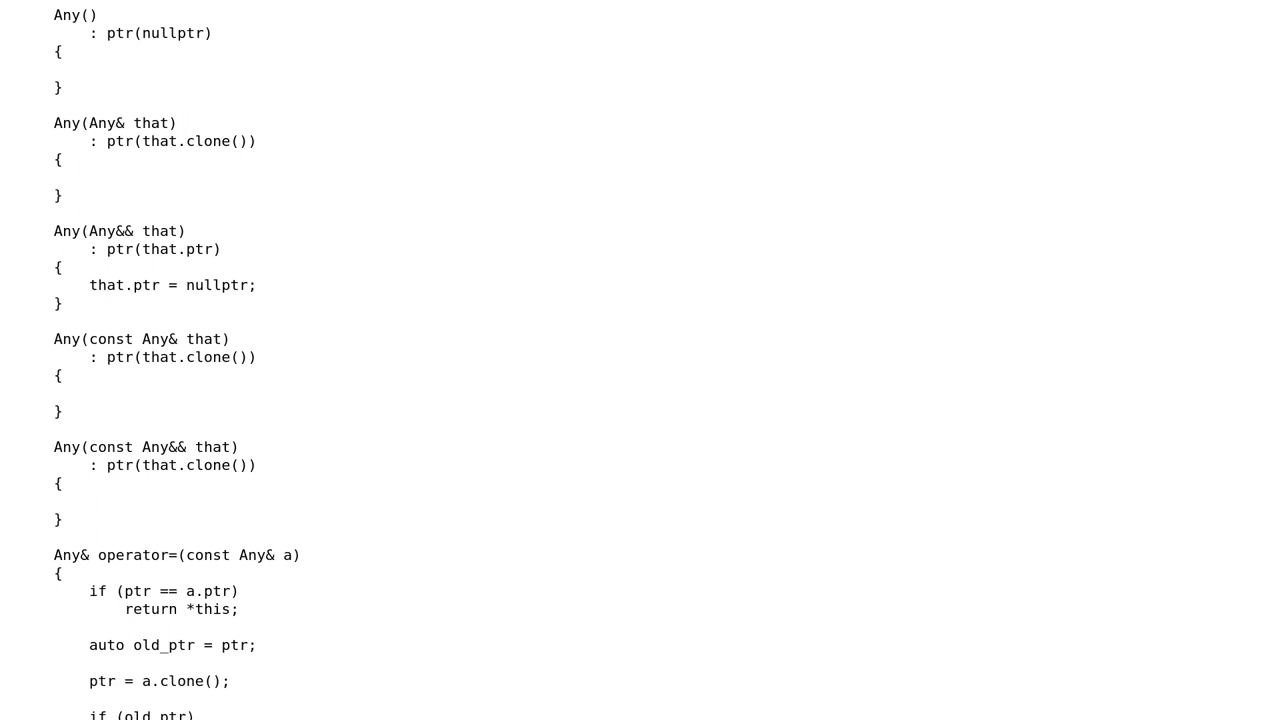 Any()
    : ptr(nullptr)
{

}

Any(Any& that)
    : ptr(that.clone())
{

}

Any(Any&& that)
    : ptr(that.ptr)
{
    that.ptr = nullptr;
}

Any(const Any& that)
    : ptr(that.clone())
{

}

Any(const Any&& that)
    : ptr(that.clone())
{

}

Any& operator=(const Any& a)
{
    if (ptr == a.ptr)
        return *this;

    auto old_ptr = ptr;

    ptr = a.clone();

    if (old_ptr)